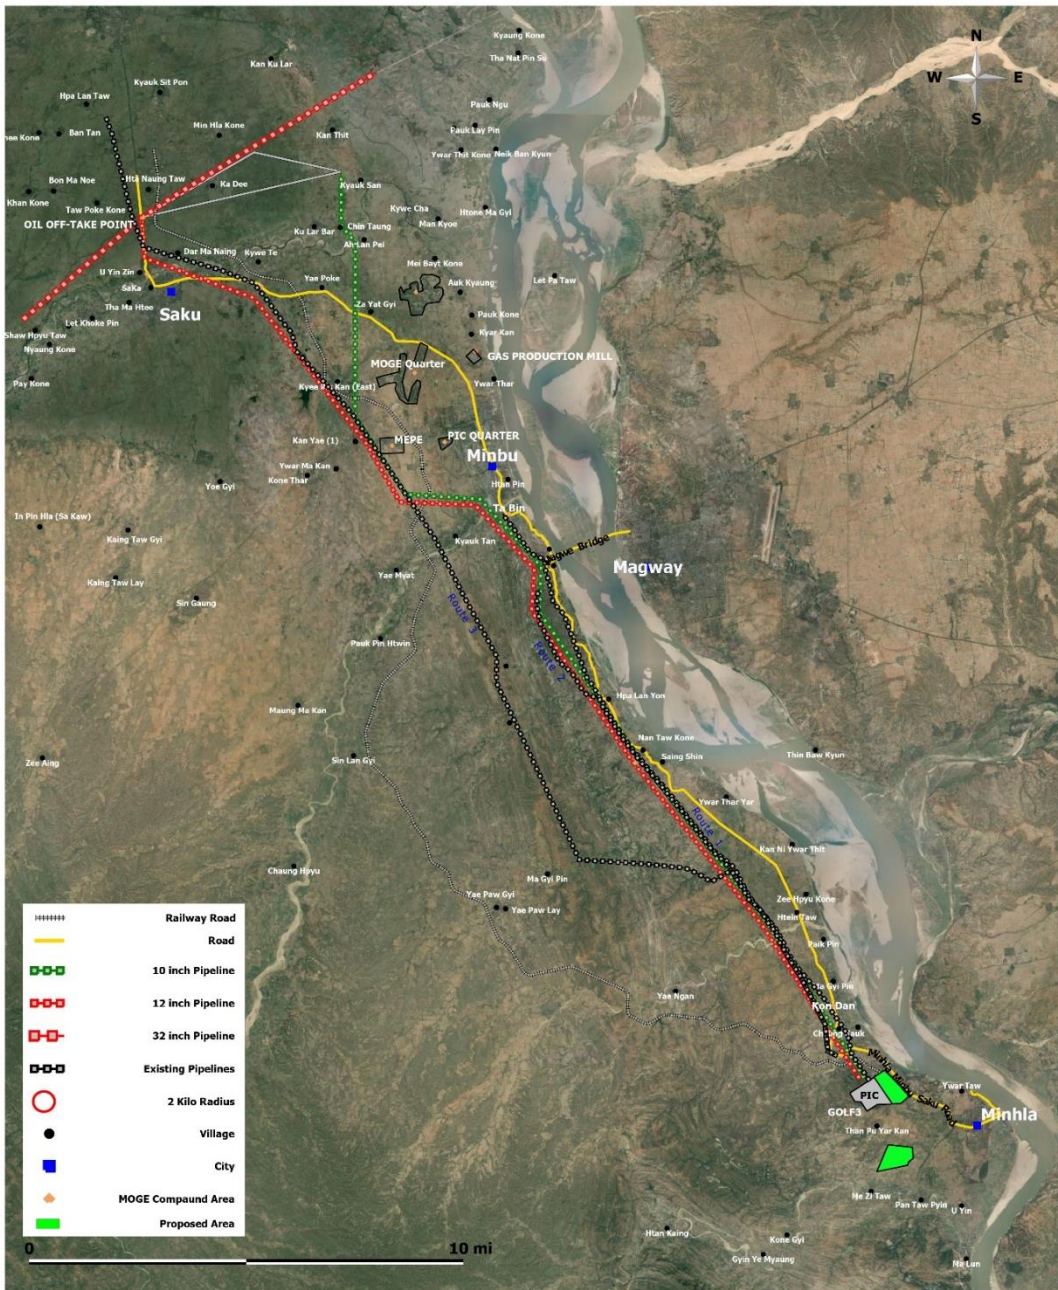 Kyaung Kone
Tha Nat Pin Su
N
W
E
S
Kan Ku Lar
Kyauk Sit Pon
Hpa Lan Taw
Pauk Ngu
Min Hla Kone
Kan Thit
Pauk Lay Pin
Ban Tan
Ywar Thit Kone
Neik Ban Kyun
Hta Naung Taw
Ka Dee
Kyauk San
Bon Ma Noe
Khan Kone
Taw Poke Kone
Kywe Cha
Htone Ma Gyi
Man Kyoe
OIL OFF-TAKE POINT
Ku Lar Bar
Chin Taung
Ah Lan Pei
Dar Ma Naing
Kywe Te
Mei Bayt Kone
U Yin Zin
Let Pa Taw
SaKa
Yae Poke
Auk Kyaung
Saku
Tha Ma Htee
Za Yat Gyi
Let Khoke Pin
Pauk Kone
Shaw Hpyu Taw
Kyar Kan
Nyaung Kone
GAS PRODUCTION MILL
MOGE Quarter
Pay Kone
Ywar Thar
Kan Yae (1)
MEPE
PIC QUARTER
Minbu
Ywar Ma Kan
Kone Thar
Yoe Gyi
Htan Pin
Ta Bin
In Pin Hla (Sa Kaw)
Kaing Taw Gyi
Kyauk Tan
Bridge
Magway
Yae Myat
Kaing Taw Lay
Sin Gaung
Route 3
Pauk Pin Htwin
Route 2
Hpa Lan Yon
Maung Ma Kan
Nan Taw Kone
Thin Baw Kyun
Saing Shin
Zee Aing
Sin Lan Gyi
Ywar Thar Yar
Route 1
Kan Ni Ywar Thit
Chaung Hpyu
Ma Gyi Pin
Zee Hpyu Kone
Yae Paw Gyi
Yae Paw Lay
Htein Taw
Paik Pin
Yae Ngan
Kon Dan
Minhla
Saku
PIC
Ywar Taw
GOLF3
Minhla
Than Pu Yar Kan
Pan Taw Pyin
U Yin
Htan Kaing
Kone Gyi
Gyin Ye Myaung
Ma Lun
Railway Road
Road
10 inch Pipeline
12 inch Pipeline
32 inch Pipeline
Existing Pipelines
2 Kilo Radius
Village
City
MOGE Compaund Area
Proposed Area
0
10 mi